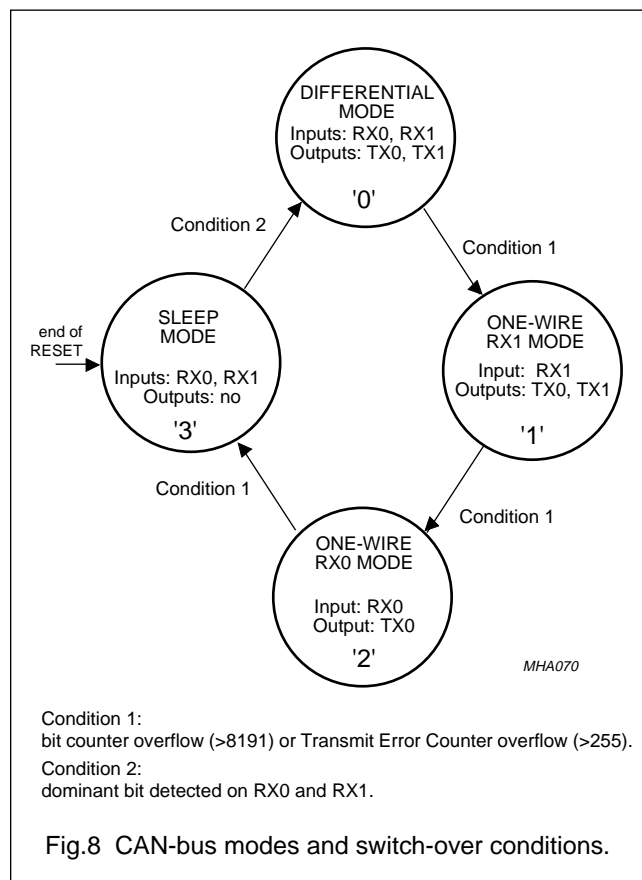 DIFFERENTIAL
MODE
Inputs: RX0, RX1
Outputs: TX0, TX1
'0'
Condition 2
Condition 1
end of
RESET
SLEEP
MODE
Inputs: RX0, RX1
Outputs: no
'3'
ONE-WIRE
RX1 MODE
Input: RX1
Outputs: TX0, TX1
'1'
Condition 1
Condition 1
ONE-WIRE
RX0 MODE
Input: RX0
Output: TX0
'2'
MHA070
Condition 1:
bit counter overflow (>8191) or Transmit Error Counter overflow (>255).
Condition 2:
dominant bit detected on RX0 and RX1.
Fig.8 CAN-bus modes and switch-over conditions.